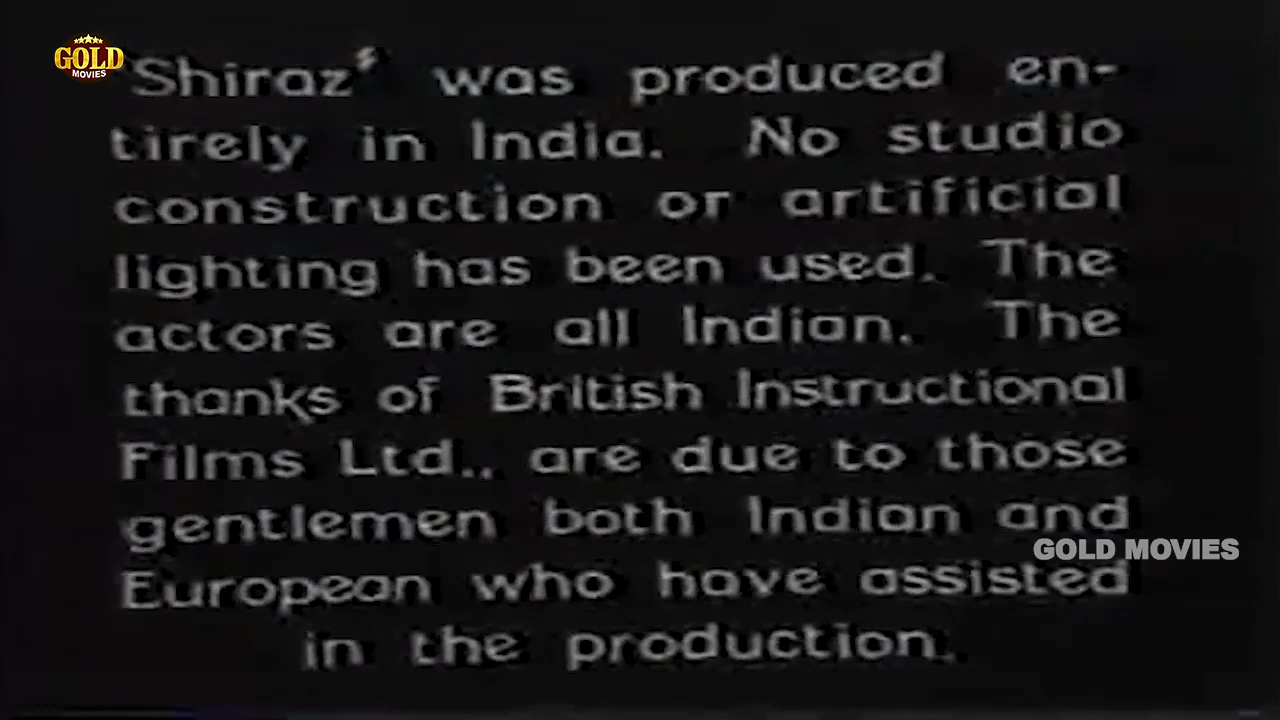 GOLD
MOVIES
"Shiraz" was produced en-
tirely in India. No studio
construction or artificial
lighting has been used. The
actors are all Indian. The
thanks of British Instructional
Films Ltd., are due to those
gentlemen both Indian and
GOLD MOVIES
European who have assisted
in the production.